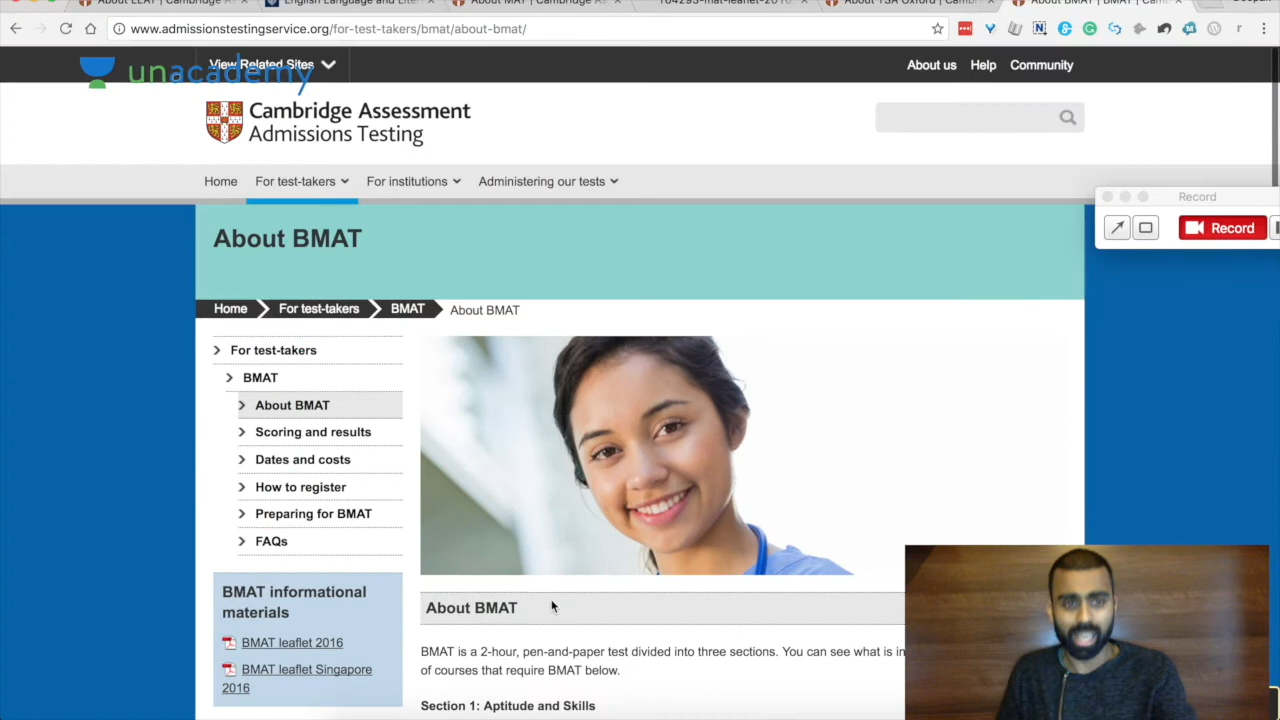 www.admissionstestingservice.org/for-test-takers/bmat/about-bmat/
View Related Sites
About us Help Community
unacademy
Cambridge Assessment
Admissions Testing
Home For test-takers For institutions Administering our tests
Record
Record
About BMAT
Home For test-takers BMAT About BMAT
For test-takers
BMAT
About BMAT
Scoring and results
Dates and costs
How to register
Preparing for BMAT
FAQs
BMAT informational
materials
BMAT leaflet 2016
BMAT leaflet Singapore
2016
About BMAT
BMAT is a 2-hour, pen-and-paper test divided into three sections. You can see what is in
of courses that require BMAT below.
Section 1: Aptitude and Skills